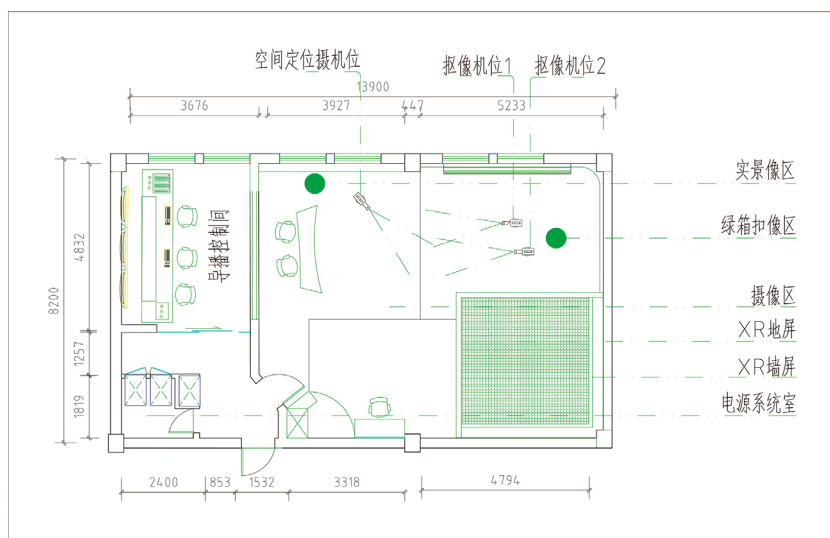 空间定位摄机位
抠像机位1
抠像机位2
13900
3676
3927
447
5233
实景像区
绿箱扣像区
摄像区
XR地屏
XR墙屏
电源系统室
导播控制间
8200
4832
1257
1819
2400
853
1532
3318
4794